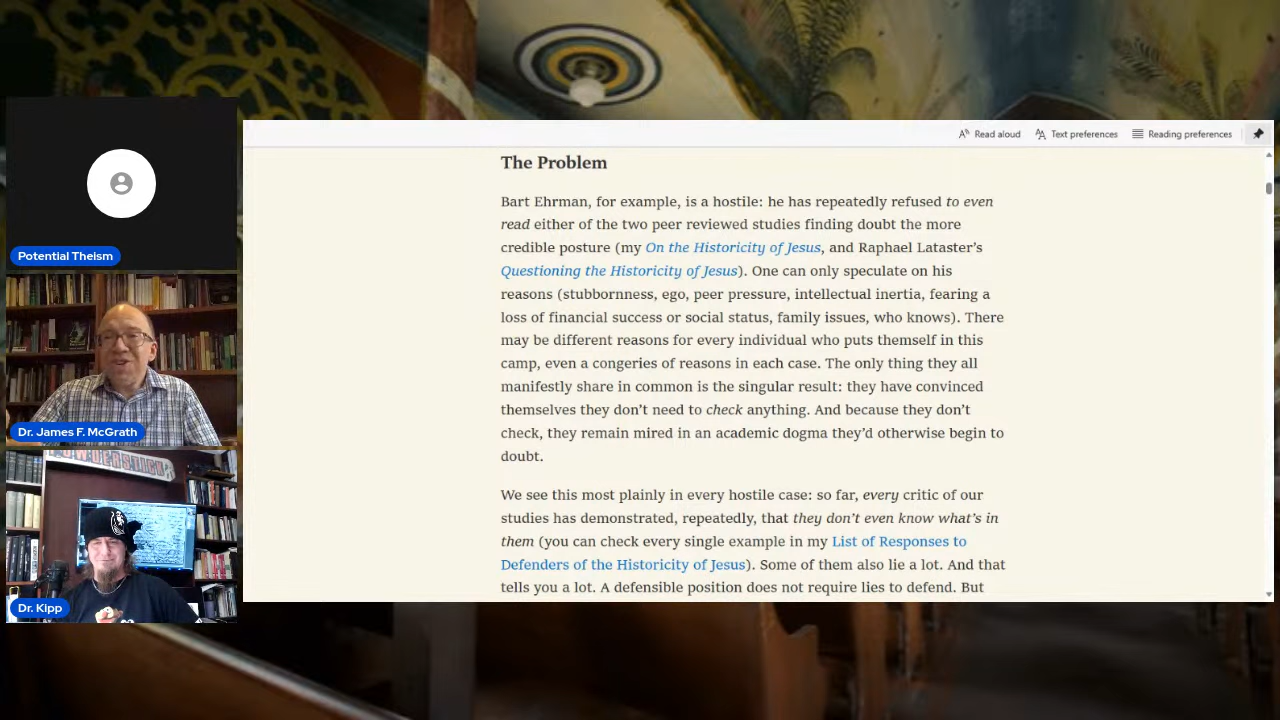 Potential Theism
Dr. James F. McGrath
Dr. Kipp
Read aloud
Text preferences
Reading preferences
The Problem
Bart Ehrman, for example, is a hostile: he has repeatedly refused to even
read either of the two peer reviewed studies finding doubt the more
credible posture (my On the Historicity of Jesus, and Raphael Lataster’s
Questioning the Historicity of Jesus). One can only speculate on his
reasons (stubbornness, ego, peer pressure, intellectual inertia, fearing a
loss of financial success or social status, family issues, who knows). There
may be different reasons for every individual who puts themself in this
camp, even a congeries of reasons in each case. The only thing they all
manifestly share in common is the singular result: they have convinced
themselves they don’t need to check anything. And because they don’t
check, they remain mired in an academic dogma they’d otherwise begin to
doubt.
We see this most plainly in every hostile case: so far, every critic of our
studies has demonstrated, repeatedly, that they don’t even know what’s in
them (you can check every single example in my List of Responses to
Defenders of the Historicity of Jesus). Some of them also lie a lot. And that
tells you a lot. A defensible position does not require lies to defend. But